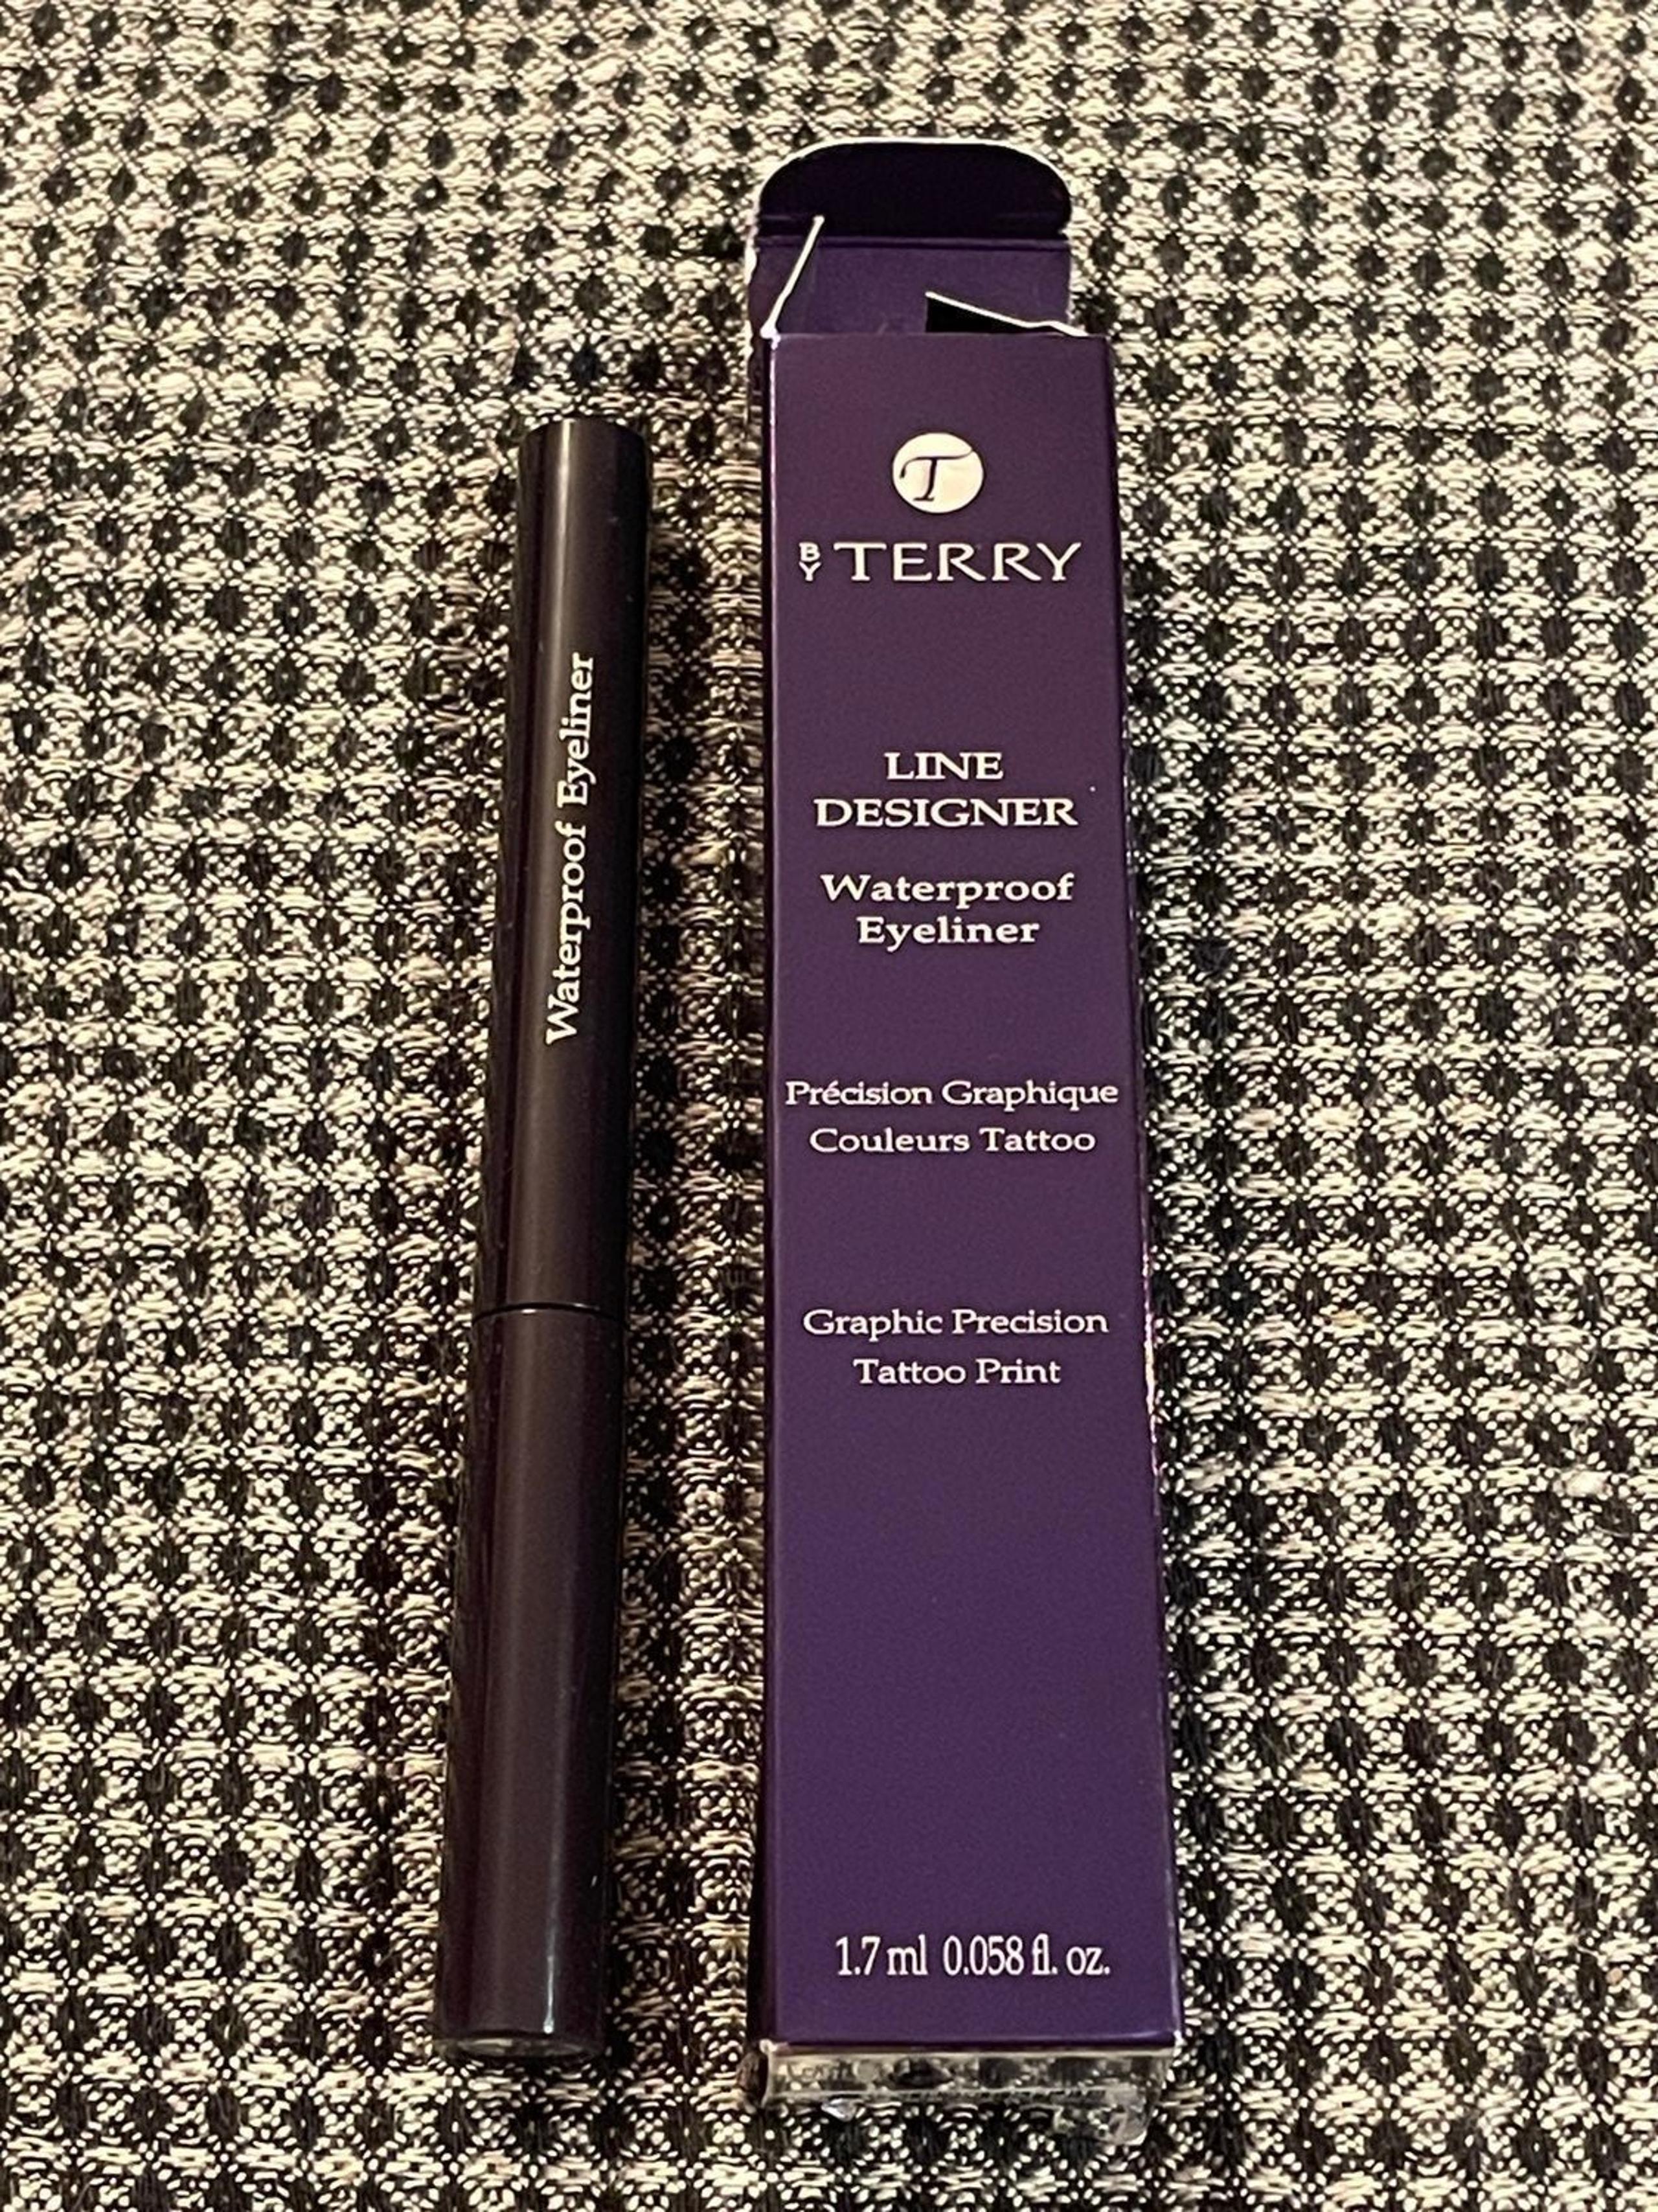 Waterproof Eyeliner
T
BY TERRY
LINE
DESIGNER
Waterproof
Eyeliner
Précision Graphique
Couleurs Tattoo
Graphic Precision
Tattoo Print
1.7 ml 0.058 fl. oz.